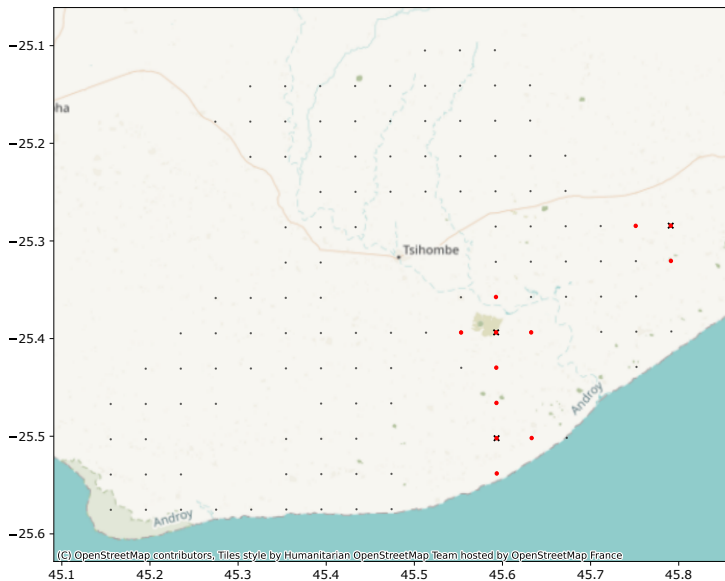 −25.1
ha
−25.2
−25.3
Tsihombe
−25.4
Androy
−25.5
Androy
−25.6
(C) OpenStreetMap contributors, Tiles style by Humanitarian OpenStreetMap Team hosted by OpenStreetMap France
45.1 45.2 45.3 45.4 45.5 45.6 45.7 45.8